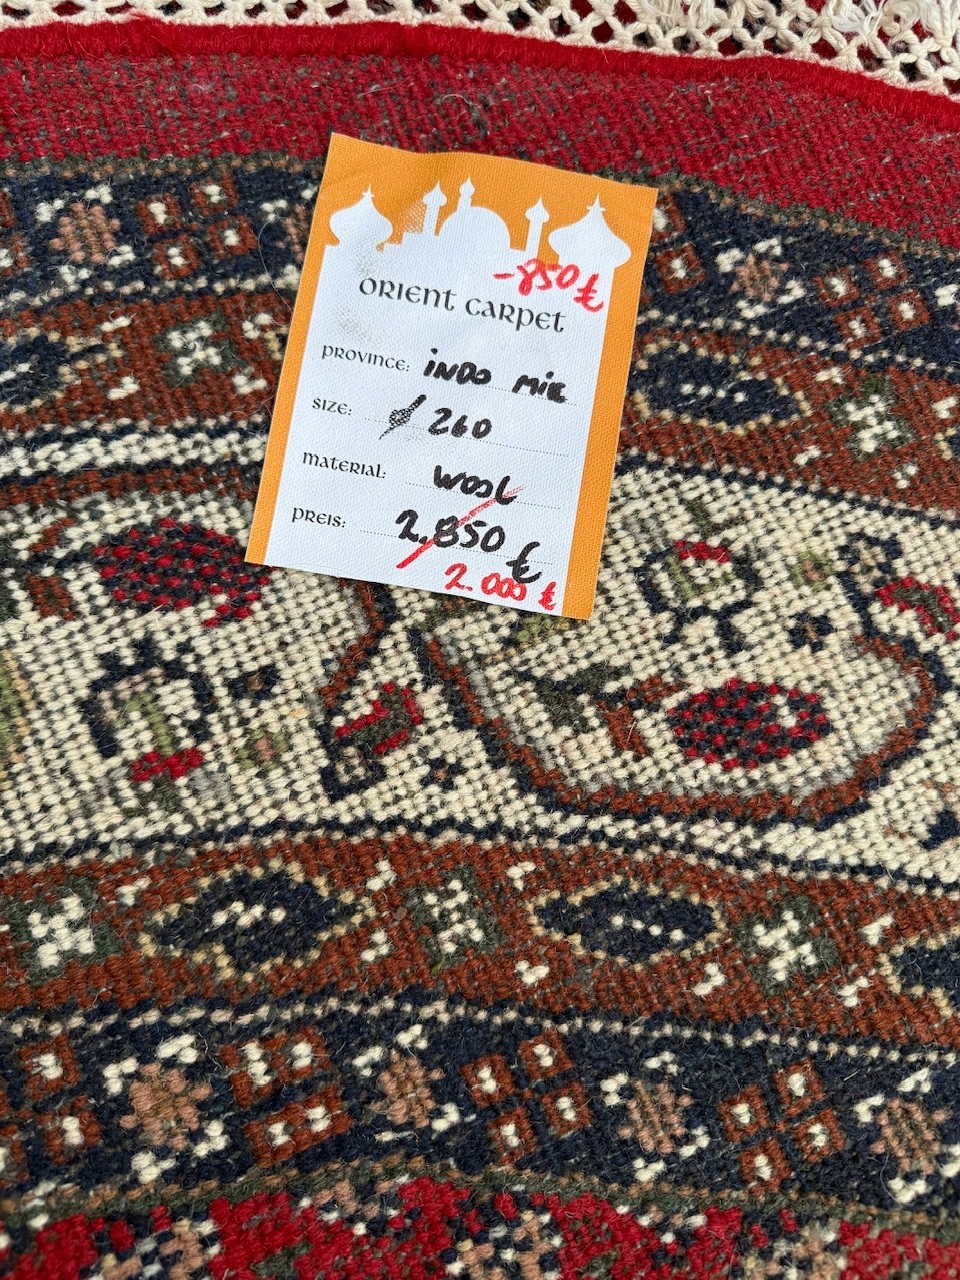 -850€
ORIENT CARPET
PROVINCE: INDO MIR
SIZE: 260
MATERIAL: WOOL
PREIS: 2.850 €
2.000 €